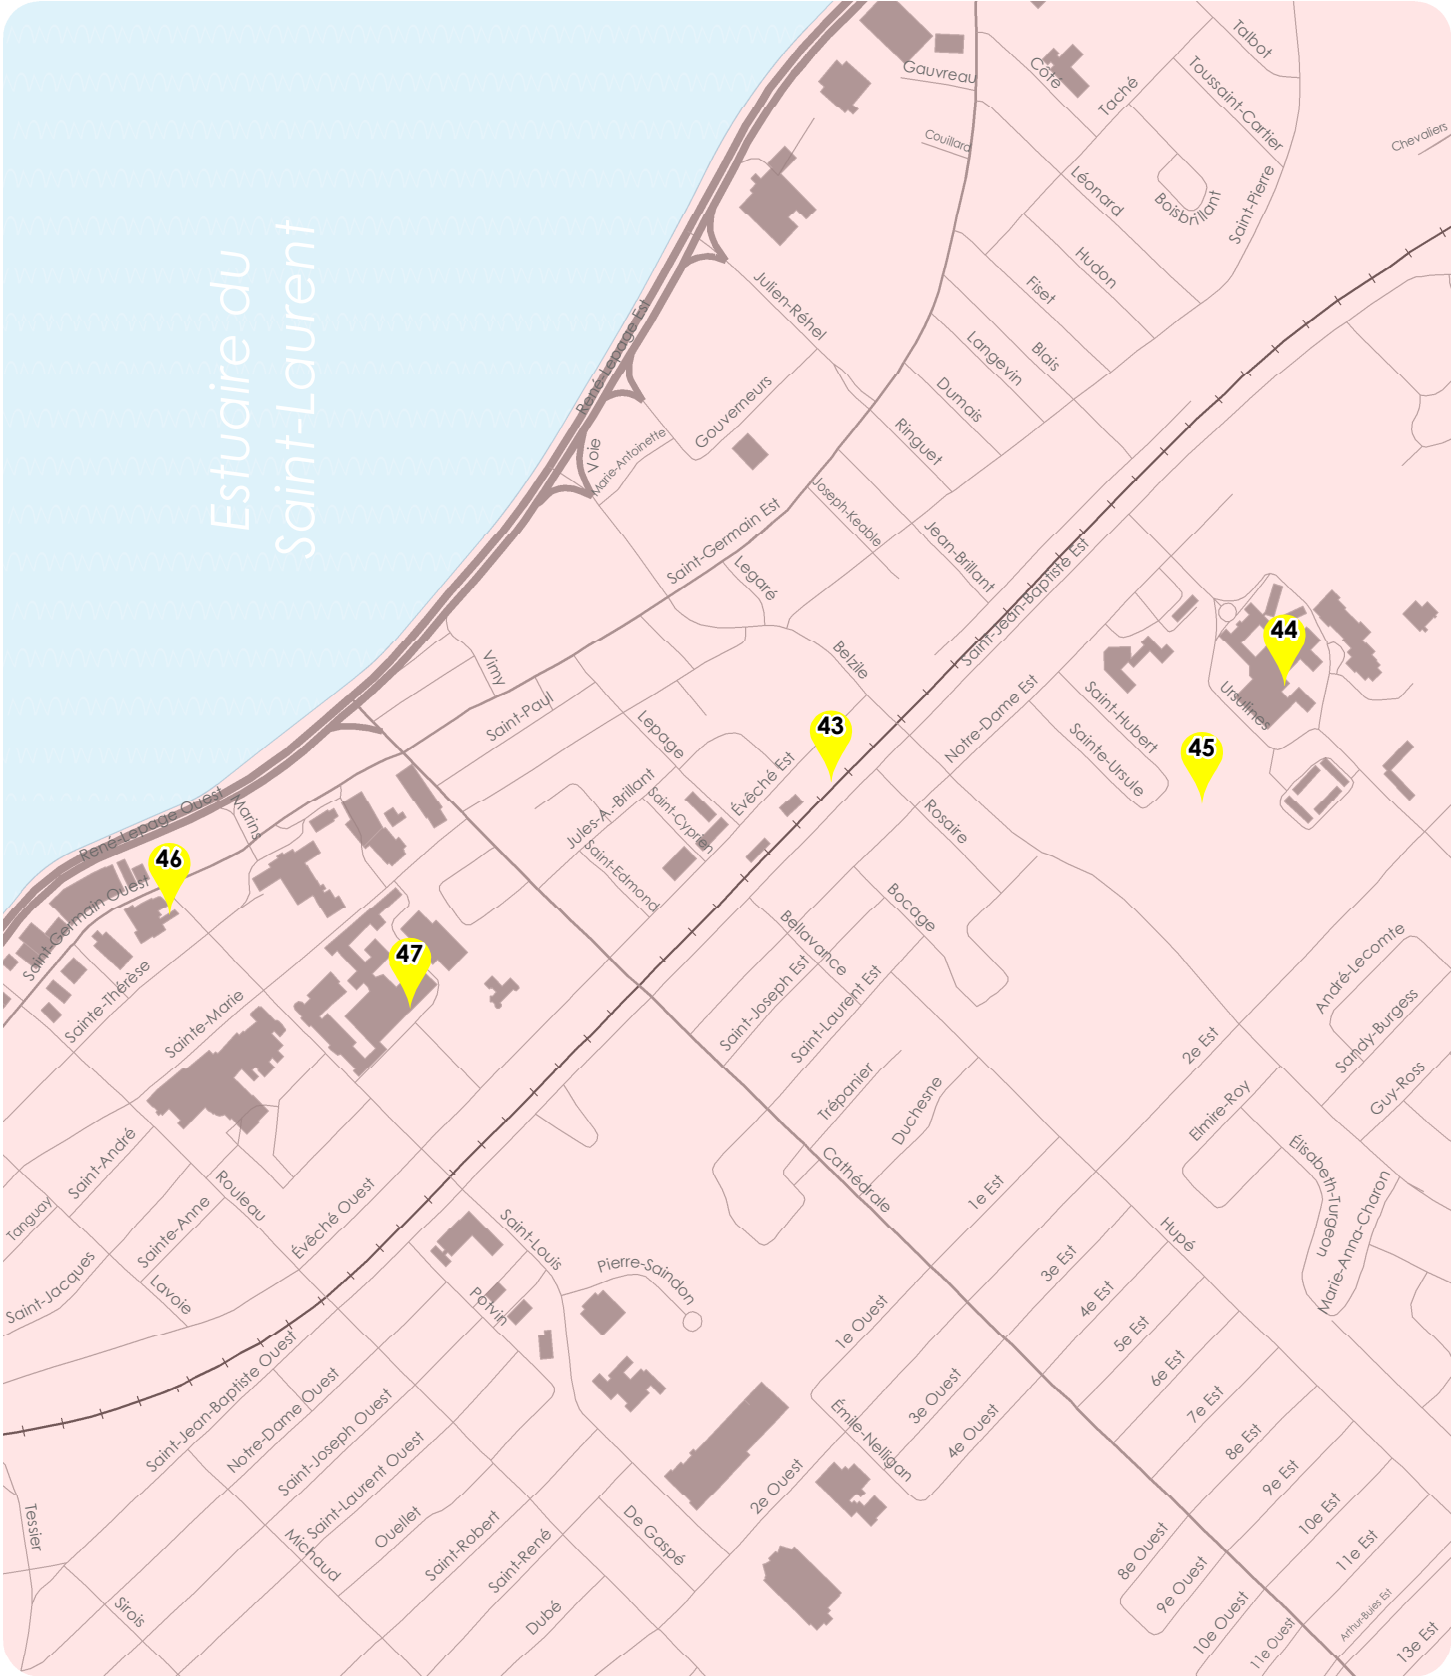 Talbot
Gauvreau
Côté
Taché
Toussaint-Cartier
Chevaliers
Couillard
Léonard
Boisbrillant
Saint-Pierre
Estuaire du
Saint-Laurent
Julien-Réhel
Hudon
Fiset
René-Lepage Est
Langevin
Blais
Gouverneurs
Dumais
Voie
Marie-Antoinette
Ringuet
Joseph-Keable
Saint-Germain Est
Jean-Brillant
Legaré
Saint-Jean-Baptiste Est
44
Vimy
Belzile
Saint-Hubert
Ursulines
Notre-Dame Est
Saint-Paul
Lepage
43
Sainte-Ursule
45
Évêché Est
Jules-A.-Brillant
Saint-Cyprien
René-Lepage Ouest
Marins
Rosaire
46
Saint-Edmond
Saint-Germain Ouest
Bocage
Bellavance
47
André-Lecomte
Sainte-Thérèse
Saint-Joseph Est
Saint-Laurent Est
Sainte-Marie
2e Est
Sandy-Burgess
Trépanier
Duchesne
Guy-Ross
Elmire-Roy
Saint-André
Cathédrale
Élisabeth-Turgeon
Tanguay
Sainte-Anne
Rouleau
Évêché Ouest
1e Est
Marie-Anna-Charon
Saint-Louis
Hupé
Saint-Jacques
Lavoie
Pierre-Saindon
3e Est
Potvin
4e Est
1e Ouest
5e Est
Saint-Jean-Baptiste Ouest
6e Est
Notre-Dame Ouest
3e Ouest
7e Est
Saint-Joseph Ouest
Émile-Nelligan
4e Ouest
8e Est
Saint-Laurent Ouest
2e Ouest
9e Est
Tessier
Ouellet
10e Est
Michaud
Saint-Robert
Saint-René
De Gaspé
8e Ouest
11e Est
9e Ouest
Sirois
Dubé
10e Ouest
11e Ouest
Arthur-Buies Est
13e Est